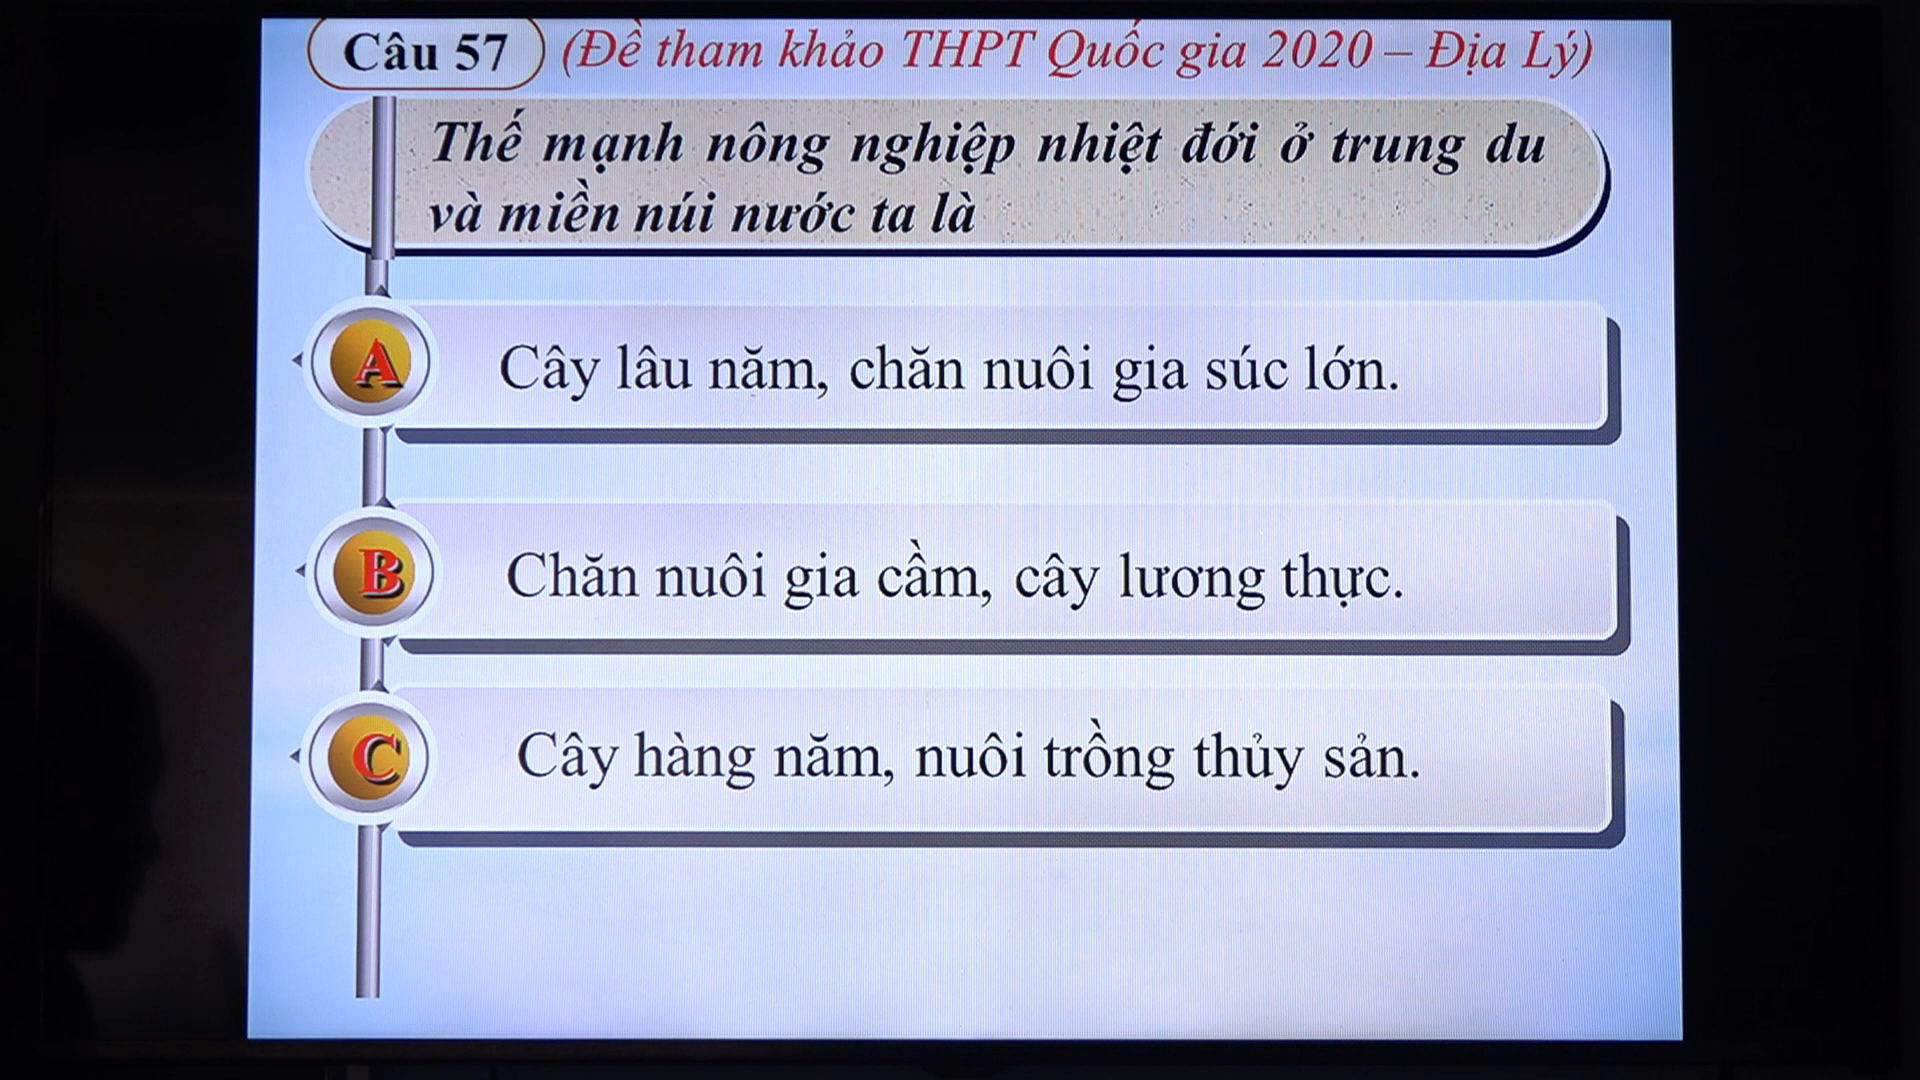 Câu 57 (Đề tham khảo THPT Quốc gia 2020 – Địa Lý)
Thế mạnh nông nghiệp nhiệt đới ở trung du
và miền núi nước ta là
A Cây lâu năm, chăn nuôi gia súc lớn.
B Chăn nuôi gia cầm, cây lương thực.
C Cây hàng năm, nuôi trồng thủy sản.